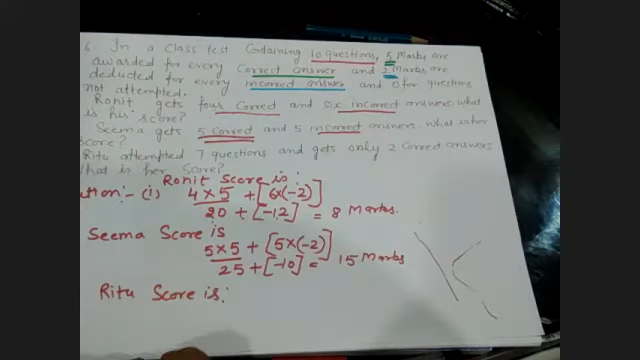 6. In a Class test Containing 10 questions, 5 Marks are
awarded for every Correct answer and 2 Marks are
deducted for every incorrect answer and 0 for questions
not attempted.
Rohit gets four Correct and six incorrect answers. what
is his score?
Seema gets 5 correct and 5 incorrect answers. What is her
score?
Ritu attempted 7 questions and gets only 2 Correct answers
What is her Score?
Rohit Score is:
ution:- (i) 4×5 + [6×(-2)]
20 + [-12] = 8 Marks.
Seema Score is
5×5 + [5×(-2)]
25 + [-10] = 15 Marks
Ritu Score is: